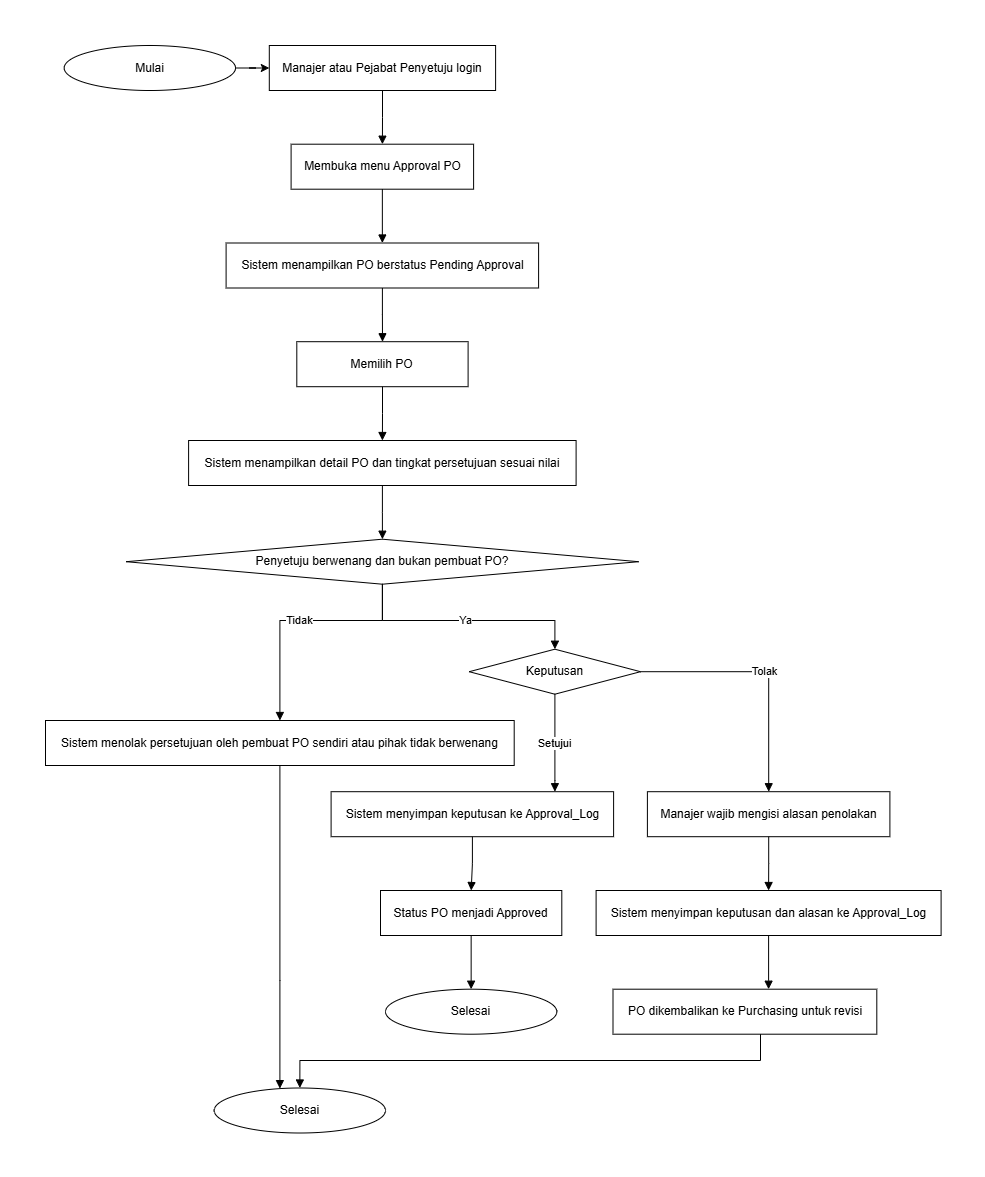 Mulai
Manajer atau Pejabat Penyetuju login
Membuka menu Approval PO
Sistem menampilkan PO berstatus Pending Approval
Memilih PO
Sistem menampilkan detail PO dan tingkat persetujuan sesuai nilai
Penyetuju berwenang dan bukan pembuat PO?
Tidak
Ya
Keputusan
Tolak
Sistem menolak persetujuan oleh pembuat PO sendiri atau pihak tidak berwenang
Setujui
Sistem menyimpan keputusan ke Approval_Log
Manajer wajib mengisi alasan penolakan
Status PO menjadi Approved
Sistem menyimpan keputusan dan alasan ke Approval_Log
Selesai
PO dikembalikan ke Purchasing untuk revisi
Selesai